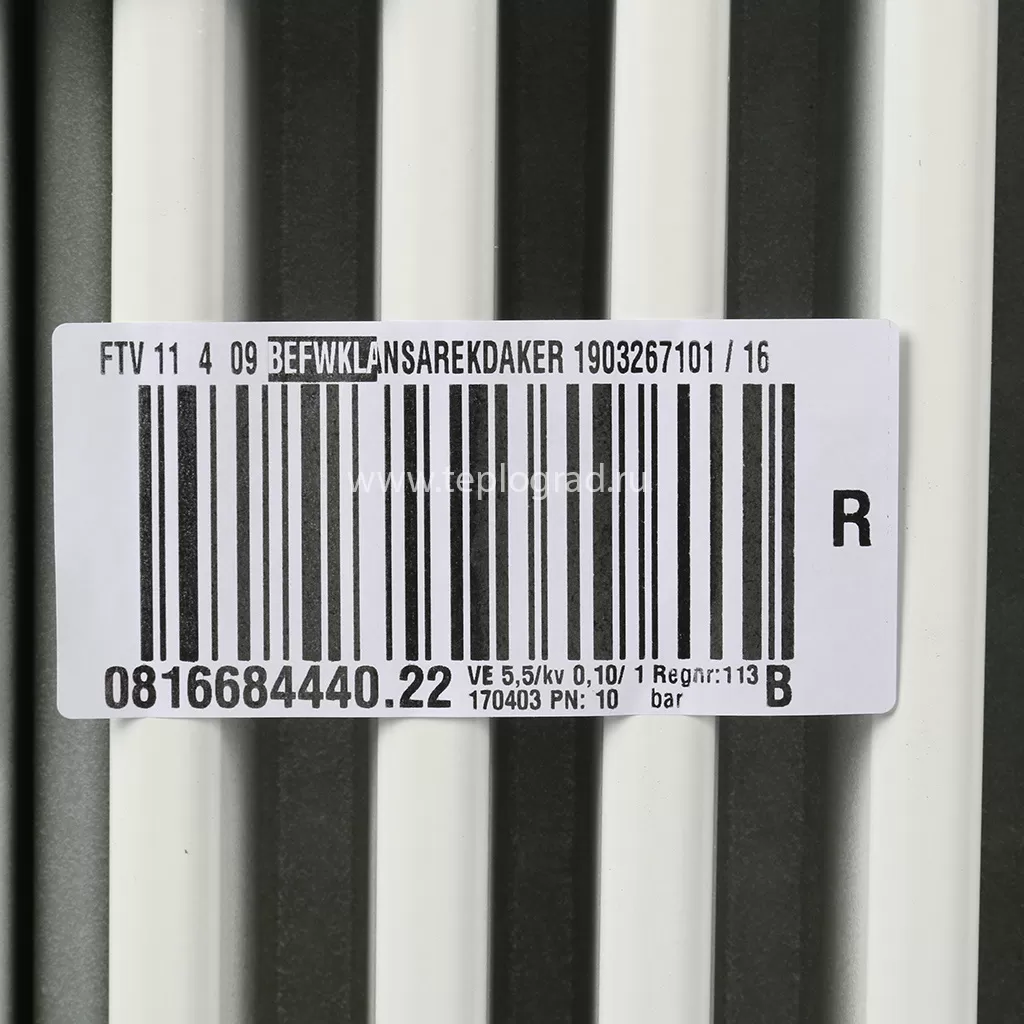 FTV 11 4 09 BEFWKLANSAREKDAKER 1903267101 / 16
www.teplograd.ru
R
0816684440.22 VE 5,5/kv 0,10/ 1 Regnr:113 B
170403 PN: 10 bar